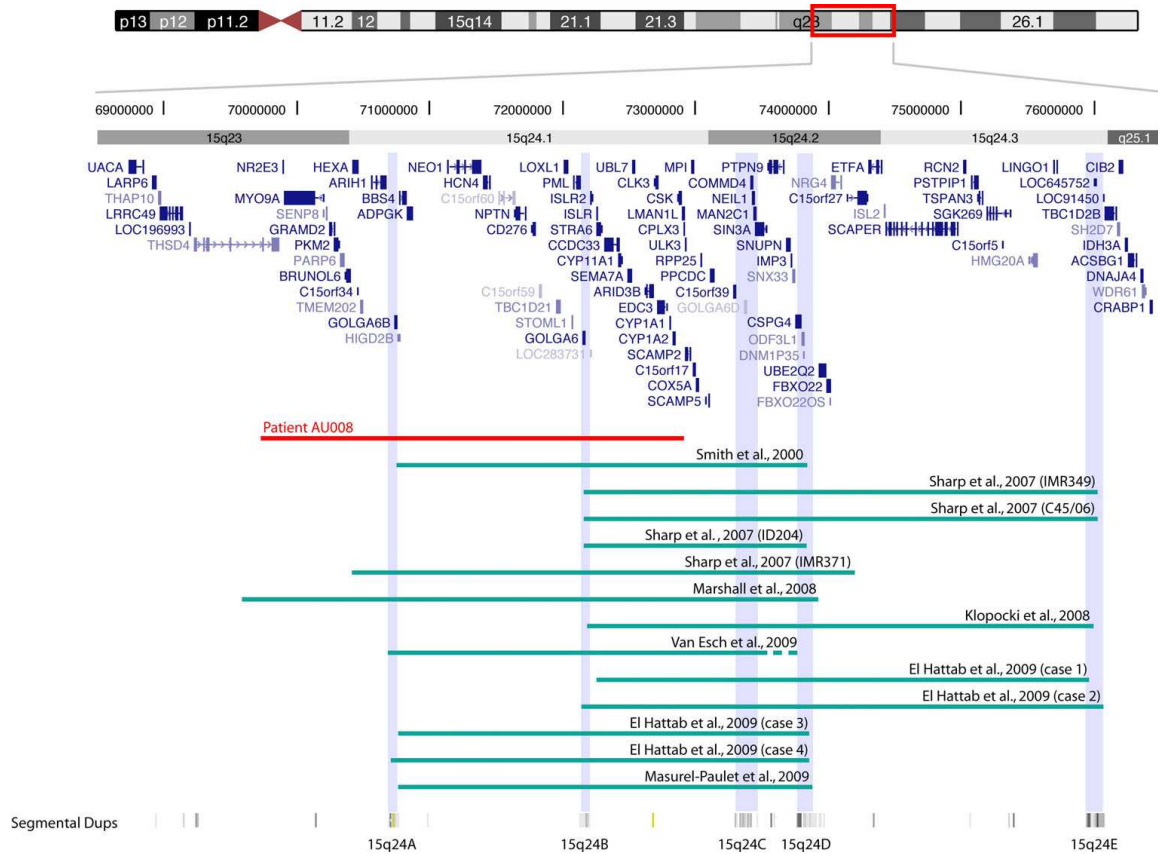 p13 p12 p11.2 11.2 12 15q14 21.1 21.3 q23 26.1
69000000 70000000 71000000 72000000 73000000 74000000 75000000 76000000
15q23 15q24.1 15q24.2 15q24.3 q25.1
UACA NR2E3 HEXA NEO1 LOXL1 UBL7 MPI PTPN9 ETFA RCN2 LINGO1 CIB2
LARP6 ARIH1 HCN4 PML CLK3 COMMD4 NRG4 PSTPIP1 LOC645752
THAP10 MYO9A BBS4 C15orf60 ISLR2 CSK NEIL1 C15orf27 TSPAN3 LOC91450
LRRC49 SENP8 ADPGK NPTN ISLR LMAN1L MAN2C1 ISL2 SGK269 TBC1D2B
LOC196993 GRAMD2 CD276 STRA6 CPLX3 SIN3A SCAPER SH2D7
THSD4 PKM2 CCDC33 ULK3 SNUPN C15orf5 IDH3A
PARP6 CYP11A1 RPP25 IMP3 HMG20A ACSBG1
BRUNOL6 SEMA7A PPCDC SNX33 DNAJA4
C15orf34 C15orf59 ARID3B C15orf39 WDR61
TMEM202 TBC1D21 EDC3 GOLGA6D CRABP1
GOLGA6B STOML1 CYP1A1 CSPG4
HIGD2B GOLGA6 CYP1A2 ODF3L1
LOC283731 SCAMP2 DNM1P35
C15orf17 UBE2Q2
COX5A FBXO22
SCAMP5 FBXO22OS
Patient AU008
Smith et al., 2000
Sharp et al., 2007 (IMR349)
Sharp et al., 2007 (C45/06)
Sharp et al., 2007 (ID204)
Sharp et al., 2007 (IMR371)
Marshall et al., 2008
Klopocki et al., 2008
Van Esch et al., 2009
El Hattab et al., 2009 (case 1)
El Hattab et al., 2009 (case 2)
El Hattab et al., 2009 (case 3)
El Hattab et al., 2009 (case 4)
Masurel-Paulet et al., 2009
Segmental Dups
15q24A 15q24B 15q24C 15q24D 15q24E